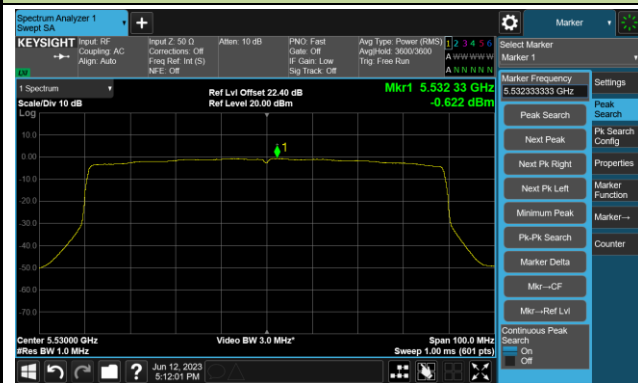 Spectrum Analyzer 1
Swept SA
+
Marker
KEYSIGHT
Input: RF
Coupling: AC
Align: Auto
Input Z: 50 Ω
Corrections: Off
Freq Ref: Int (S)
NFE: Off
Atten: 10 dB
PNO: Fast
Gate: Off
IF Gain: Low
Sig Track: Off
Avg Type: Power (RMS)
Avg|Hold: 3600/3600
Trig: Free Run
1 2 3 4 5 6
A W W W W W
A N N N N N
LVI
Select Marker
Marker 1
Marker Frequency
5.532333333 GHz
Settings
Peak Search
Next Peak
Next Pk Right
Next Pk Left
Minimum Peak
Pk-Pk Search
Marker Delta
Mkr→CF
Mkr→Ref Lvl
Continuous Peak
Search
On
Off
Peak
Search
Pk Search
Config
Properties
Marker
Function
Marker→
Counter
1 Spectrum
Scale/Div 10 dB
Log
Ref Lvl Offset 22.40 dB
Ref Level 20.00 dBm
Mkr1 5.532 33 GHz
-0.622 dBm
1
10.0
0.00
-10.0
-20.0
-30.0
-40.0
-50.0
-60.0
-70.0
Center 5.53000 GHz
#Res BW 1.0 MHz
Video BW 3.0 MHz*
Span 100.0 MHz
Sweep 1.00 ms (601 pts)
?
Jun 12, 2023
5:12:01 PM